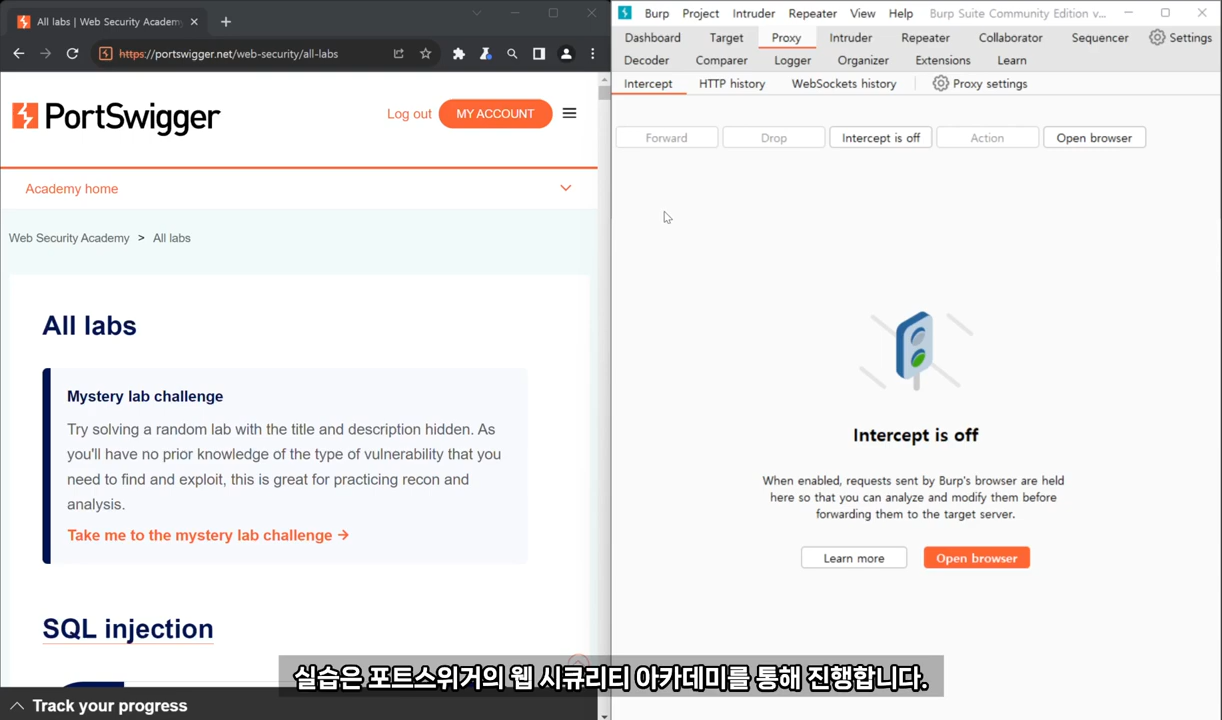 All labs | Web Security Academy
https://portswigger.net/web-security/all-labs
PortSwigger
Log out
MY ACCOUNT
Academy home
Web Security Academy > All labs
All labs
Mystery lab challenge
Try solving a random lab with the title and description hidden. As
you'll have no prior knowledge of the type of vulnerability that you
need to find and exploit, this is great for practicing recon and
analysis.
Take me to the mystery lab challenge →
SQL injection
Track your progress
Burp Project Intruder Repeater View Help Burp Suite Community Edition v...
Dashboard Target Proxy Intruder Repeater Collaborator Sequencer Settings
Decoder Comparer Logger Organizer Extensions Learn
Intercept HTTP history WebSockets history Proxy settings
Forward Drop Intercept is off Action Open browser
Intercept is off
When enabled, requests sent by Burp's browser are held
here so that you can analyze and modify them before
forwarding them to the target server.
Learn more Open browser
실습은 포트스위거의 웹 시큐리티 아카데미를 통해 진행합니다.